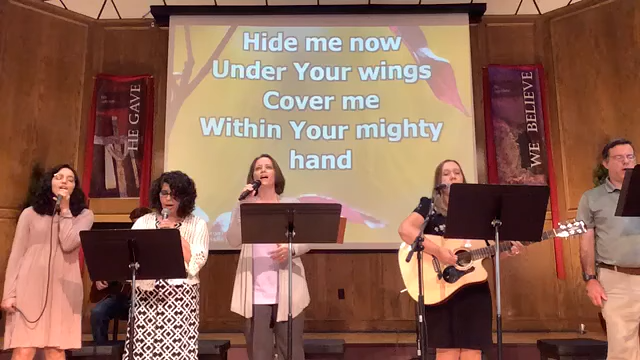 Hide me now
Under Your wings
Cover me
Within Your mighty
hand
HE GAVE
WE BELIEVE